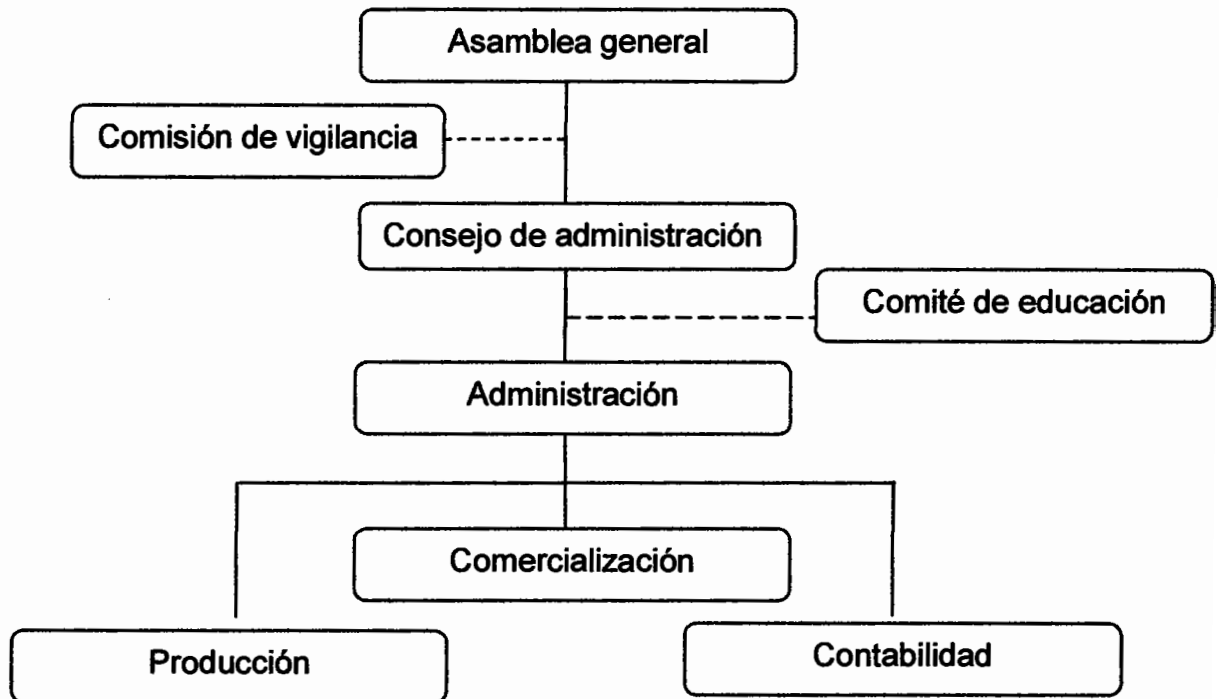 Asamblea general
Comisión de vigilancia
Consejo de administración
Comité de educación
Administración
Comercialización
Producción
Contabilidad